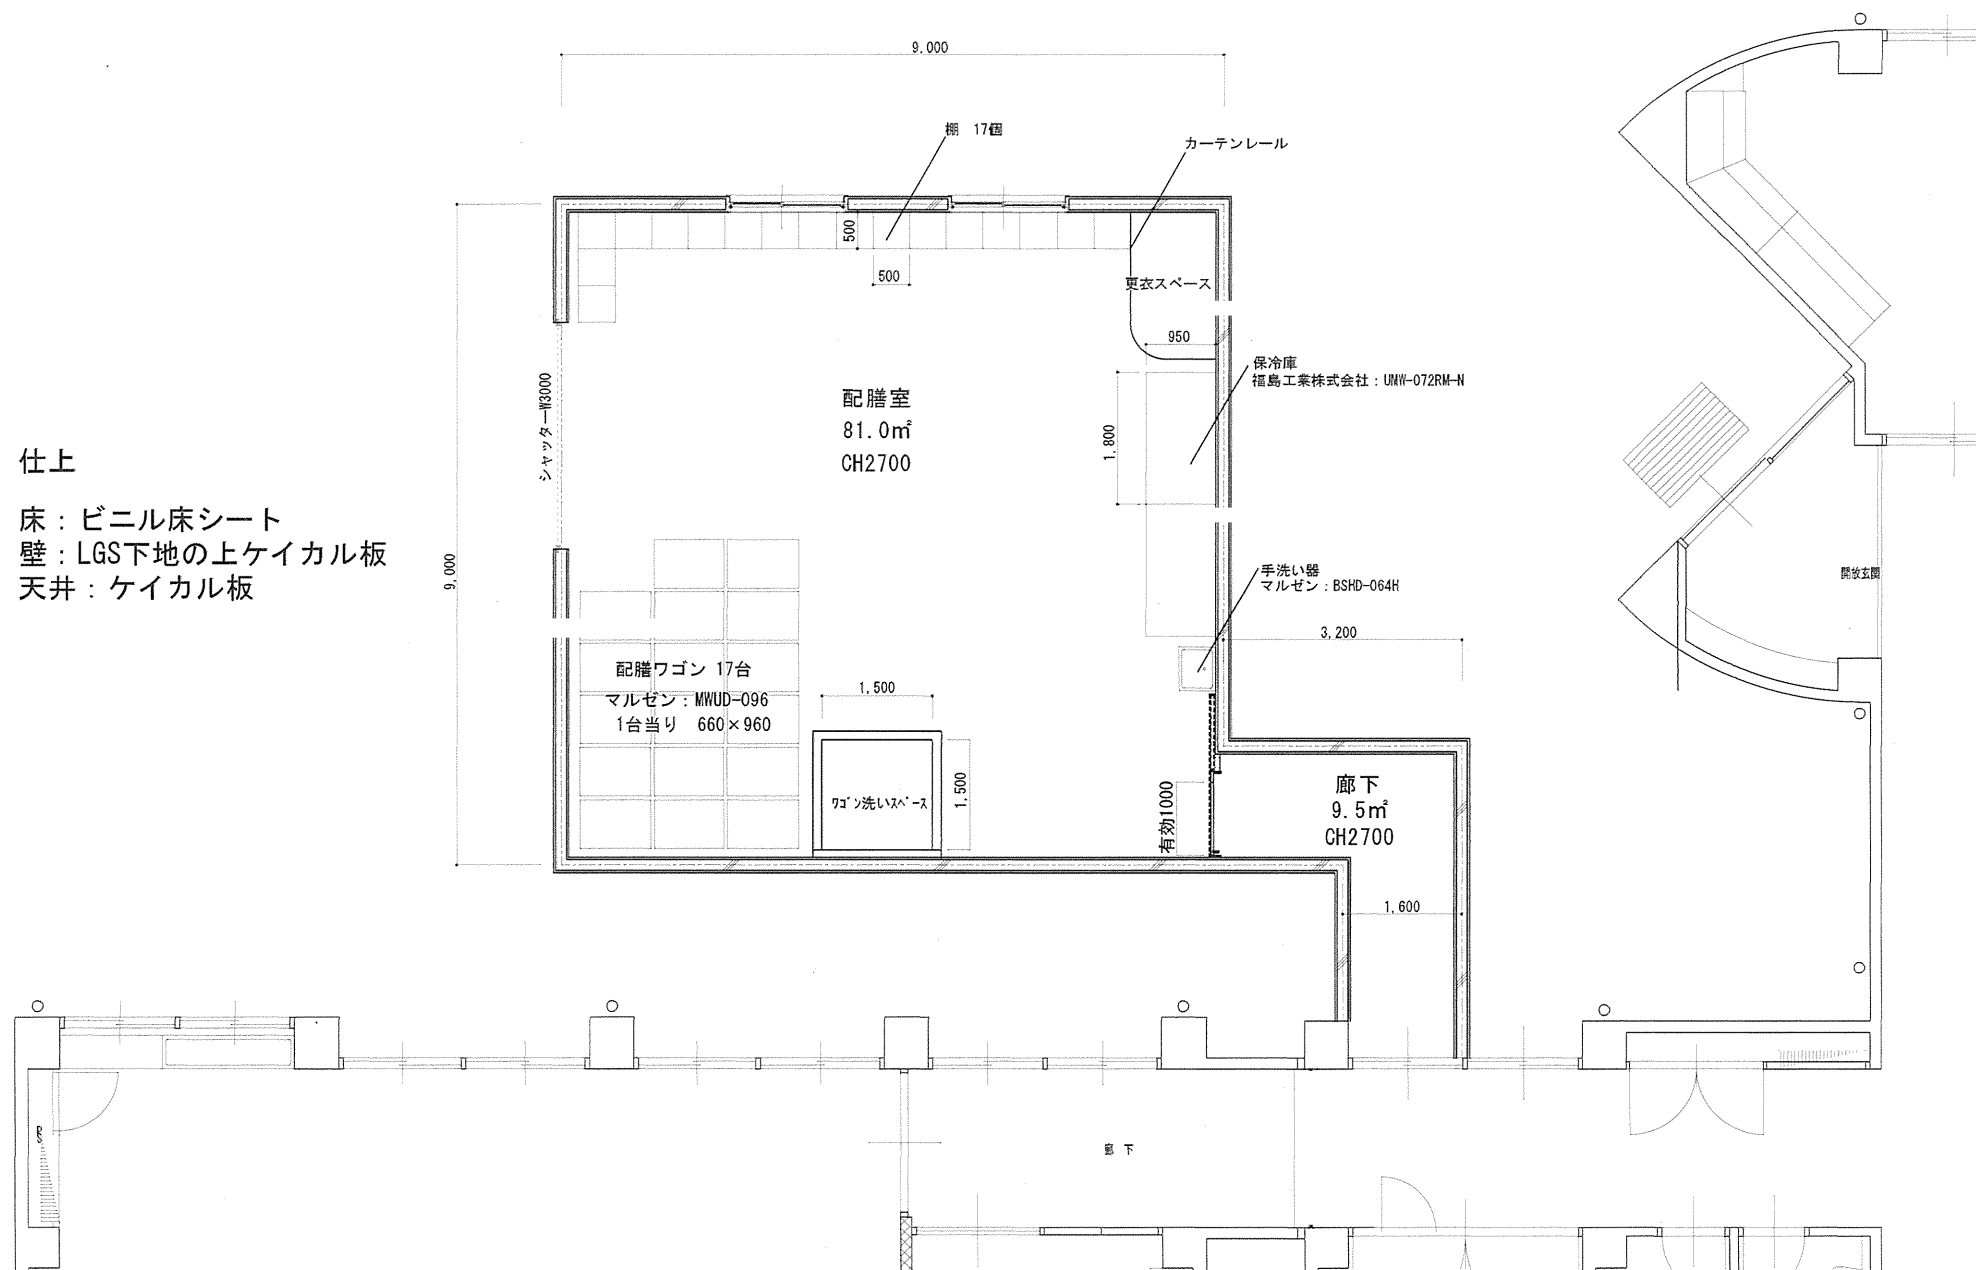 9,000
棚 17個
カーテンレール
500
500
更衣スペース
950
保冷庫
福島工業株式会社：UMW-072RM-N
シャッターW3000
配膳室
81.0㎡
CH2700
1,800
仕上
床：ビニル床シート
壁：LGS下地の上ケイカル板
天井：ケイカル板
9,000
手洗い器
マルゼン：BSHD-064H
開放玄関
3,200
配膳ワゴン 17台
マルゼン：MWUD-096
1台当り 660×960
1,500
1,500
ワゴン洗いスペース
有効1000
廊下
9.5㎡
CH2700
1,600
廊 下